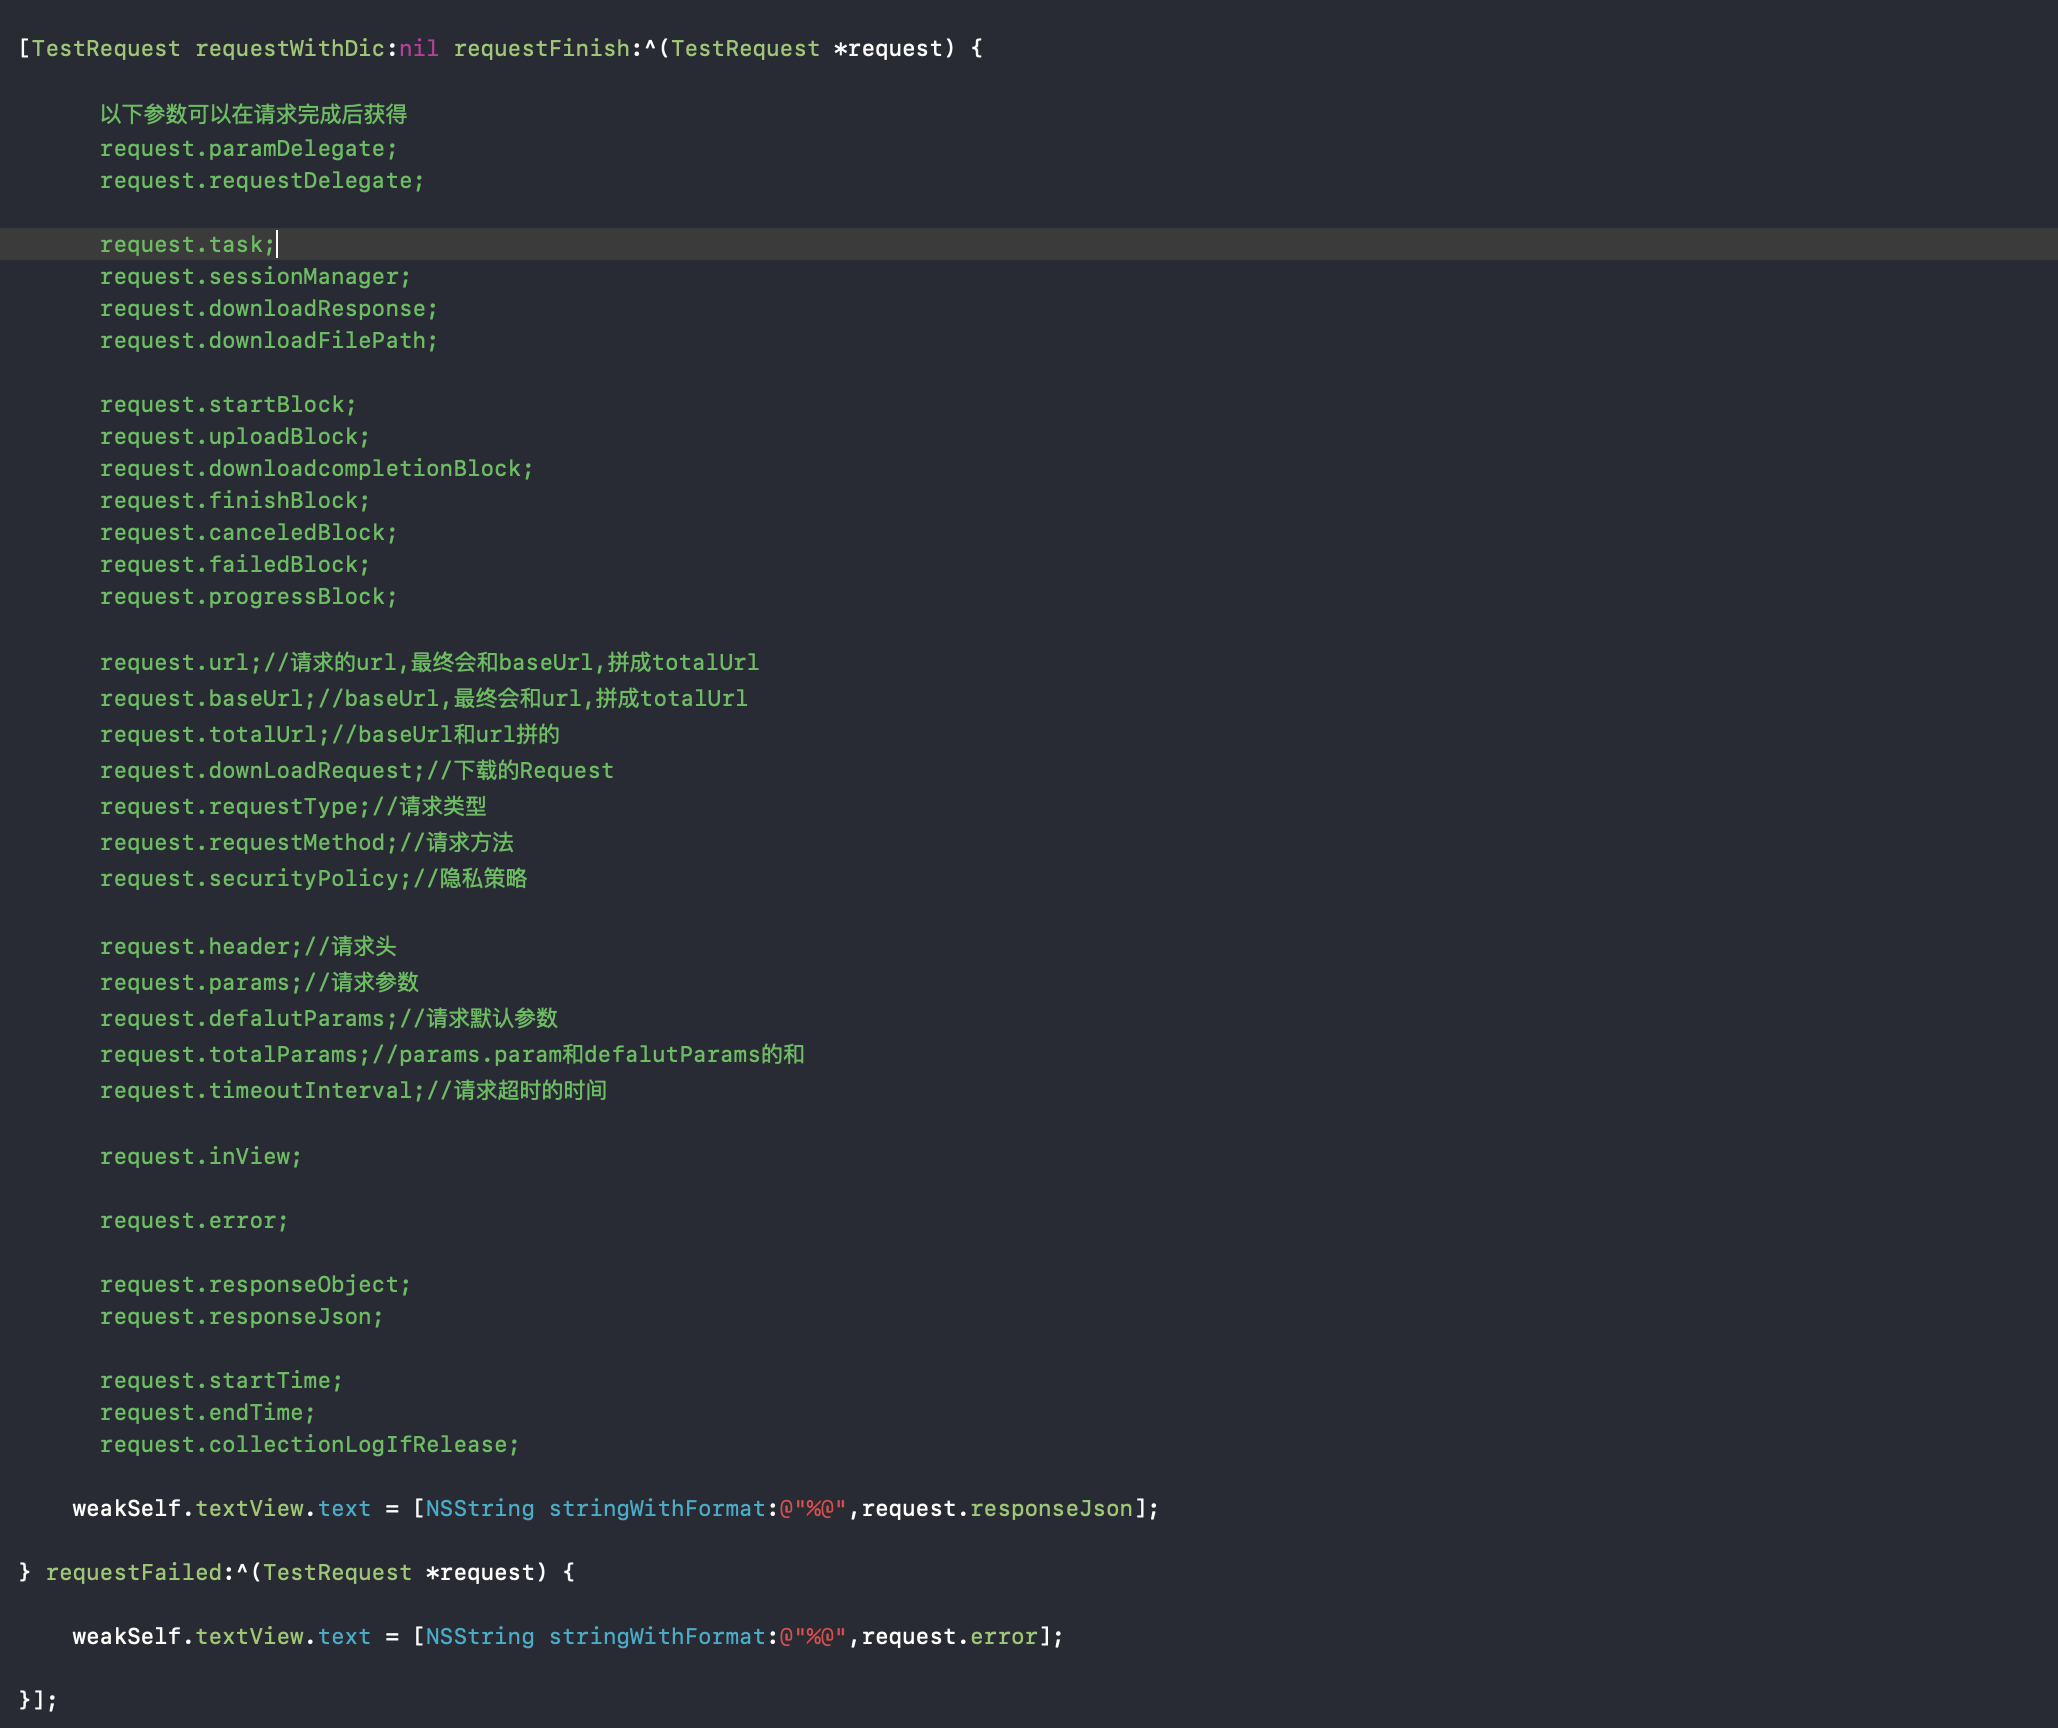 [TestRequest requestWithDic:nil requestFinish:^(TestRequest *request) {
以下参数可以在请求完成后获得
request.paramDelegate;
request.requestDelegate;
request.task;
request.sessionManager;
request.downloadResponse;
request.downloadFilePath;
request.startBlock;
request.uploadBlock;
request.downloadcompletionBlock;
request.finishBlock;
request.canceledBlock;
request.failedBlock;
request.progressBlock;
request.url;//请求的url,最终会和baseUrl,拼成totalUrl
request.baseUrl;//baseUrl,最终会和url,拼成totalUrl
request.totalUrl;//baseUrl和url拼的
request.downLoadRequest;//下载的Request
request.requestType;//请求类型
request.requestMethod;//请求方法
request.securityPolicy;//隐私策略
request.header;//请求头
request.params;//请求参数
request.defalutParams;//请求默认参数
request.totalParams;//params.param和defalutParams的和
request.timeoutInterval;//请求超时的时间
request.inView;
request.error;
request.responseObject;
request.responseJson;
request.startTime;
request.endTime;
request.collectionLogIfRelease;
weakSelf.textView.text = [NSString stringWithFormat:@"%@",request.responseJson];
} requestFailed:^(TestRequest *request) {
weakSelf.textView.text = [NSString stringWithFormat:@"%@",request.error];
}];